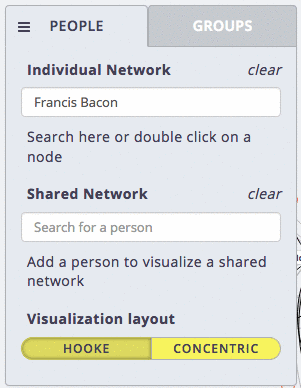 PEOPLE GROUPS
Individual Network clear
Francis Bacon
Search here or double click on a
node
Shared Network clear
Search for a person
Add a person to visualize a shared
network
Visualization layout
HOOKE CONCENTRIC